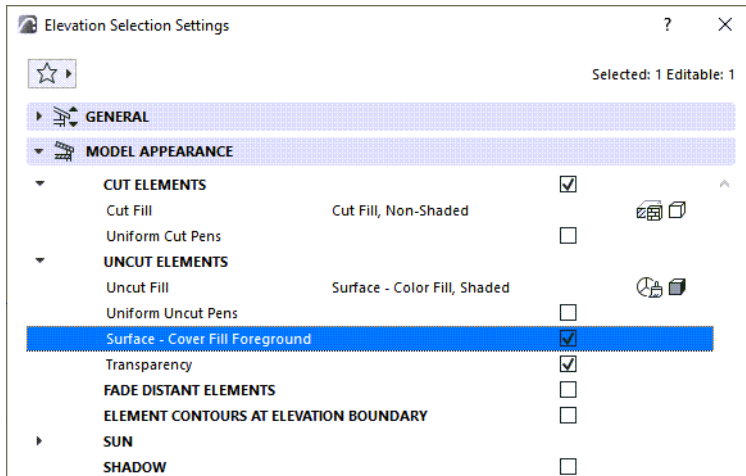 Elevation Selection Settings ?
Selected: 1 Editable: 1
GENERAL
MODEL APPEARANCE
CUT ELEMENTS
Cut Fill Cut Fill, Non-Shaded
Uniform Cut Pens
UNCUT ELEMENTS
Uncut Fill Surface - Color Fill, Shaded
Uniform Uncut Pens
Surface - Cover Fill Foreground
Transparency
FADE DISTANT ELEMENTS
ELEMENT CONTOURS AT ELEVATION BOUNDARY
SUN
SHADOW